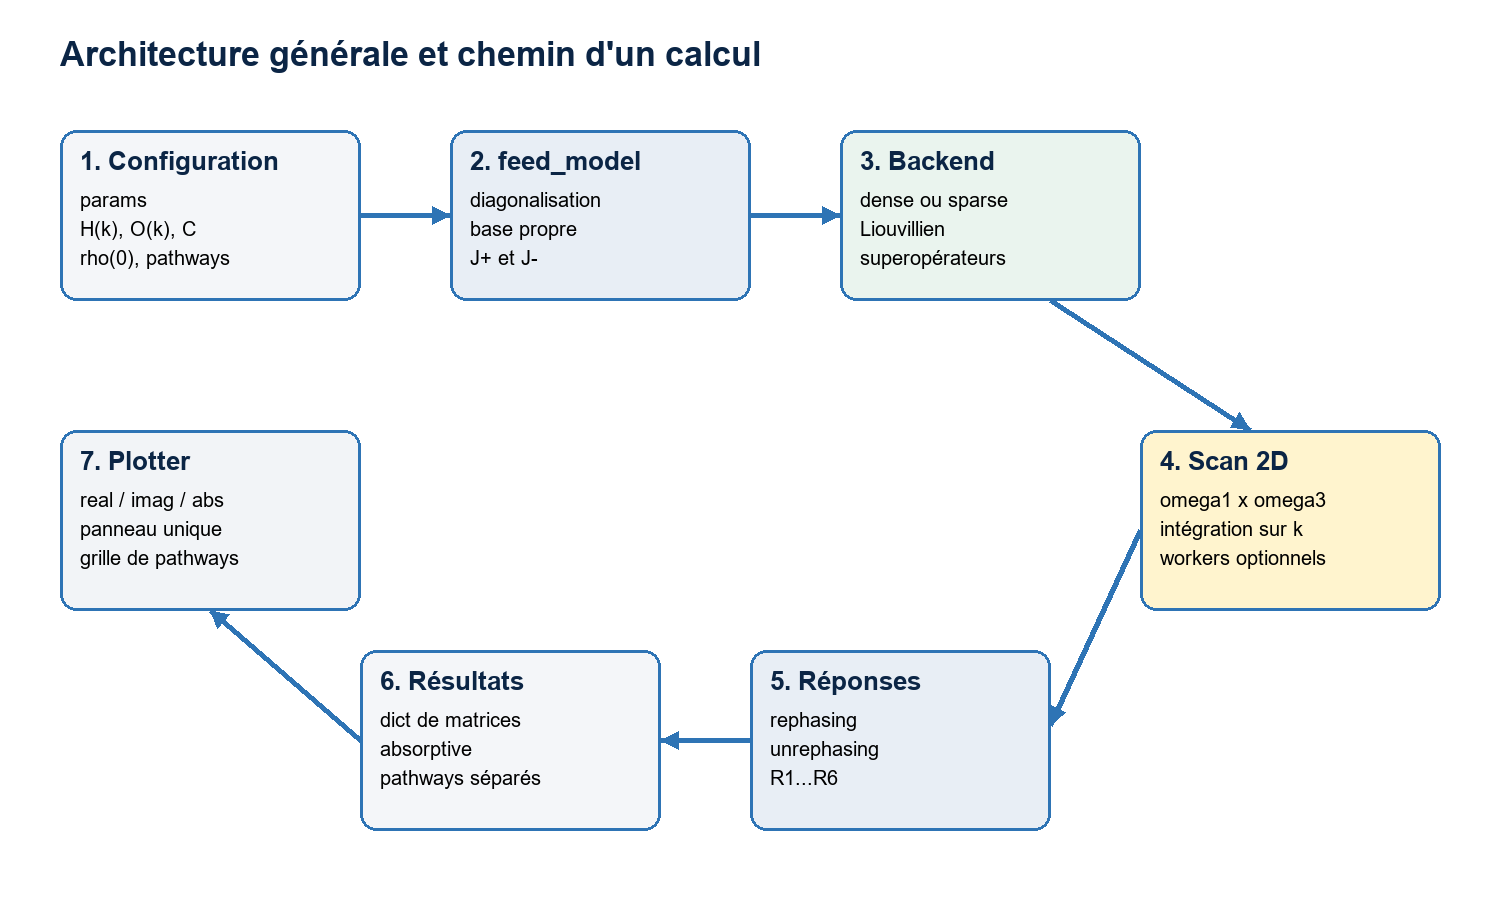 Architecture générale et chemin d'un calcul
1. Configuration
params
H(k), O(k), C
rho(0), pathways
2. feed_model
diagonalisation
base propre
J+ et J-
3. Backend
dense ou sparse
Liouvillien
superopérateurs
4. Scan 2D
omega1 x omega3
intégration sur k
workers optionnels
5. Réponses
rephasing
unrephasing
R1...R6
6. Résultats
dict de matrices
absorptive
pathways séparés
7. Plotter
real / imag / abs
panneau unique
grille de pathways